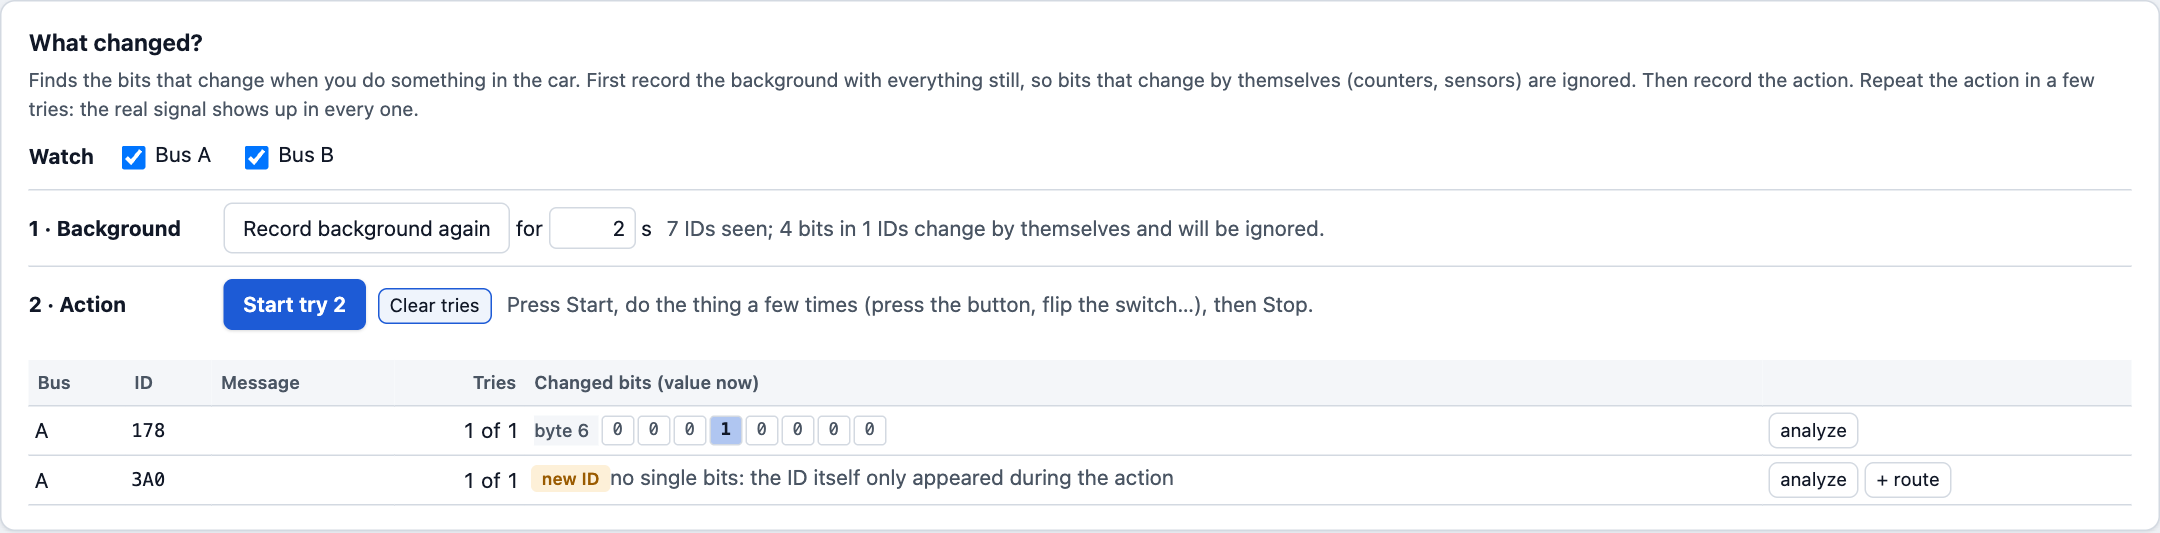 What changed?
Finds the bits that change when you do something in the car. First record the background with everything still, so bits that change by themselves (counters, sensors) are ignored. Then record the action. Repeat the action in a few
tries: the real signal shows up in every one.
Watch Bus A Bus B
1 · Background Record background again for 2 s 7 IDs seen; 4 bits in 1 IDs change by themselves and will be ignored.
2 · Action Start try 2 Clear tries Press Start, do the thing a few times (press the button, flip the switch...), then Stop.
Bus ID Message Tries Changed bits (value now)
A 178 1 of 1 byte 6 0 0 0 1 0 0 0 0 analyze
A 3A0 1 of 1 new ID no single bits: the ID itself only appeared during the action analyze + route